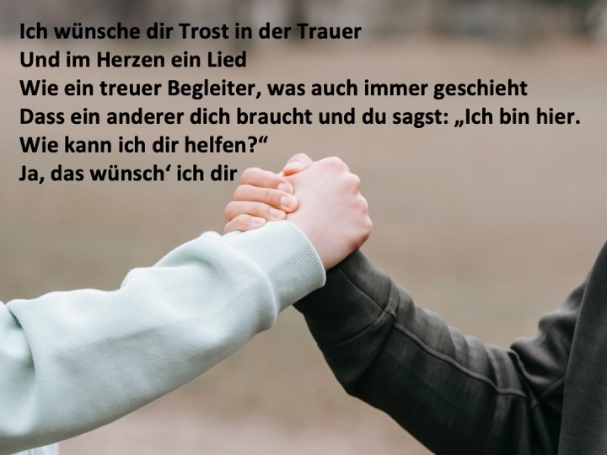 Ich wünsche dir Trost in der Trauer
Und im Herzen ein Lied
Wie ein treuer Begleiter, was auch immer geschieht
Dass ein anderer dich braucht und du sagst: „Ich bin hier.
Wie kann ich dir helfen?“
Ja, das wünsch‘ ich dir